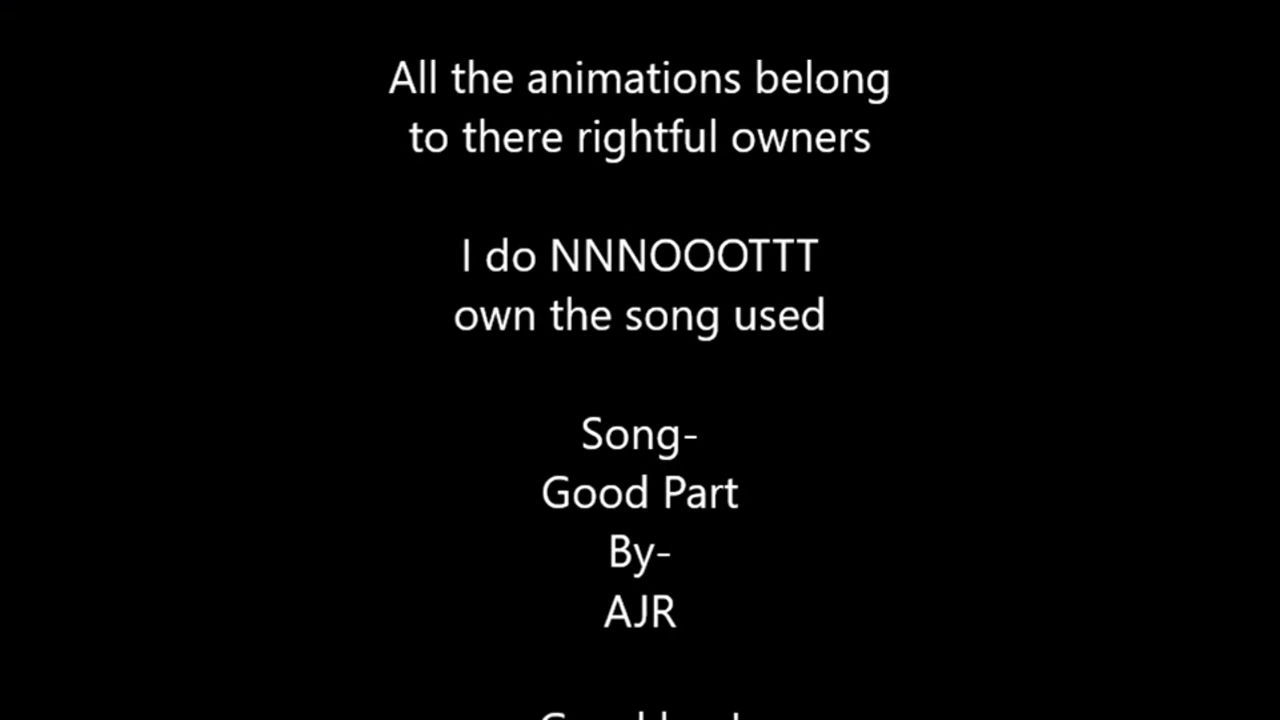 All the animations belong
to there rightful owners
I do NNNOOOTTT
own the song used
Song-
Good Part
By-
AJR